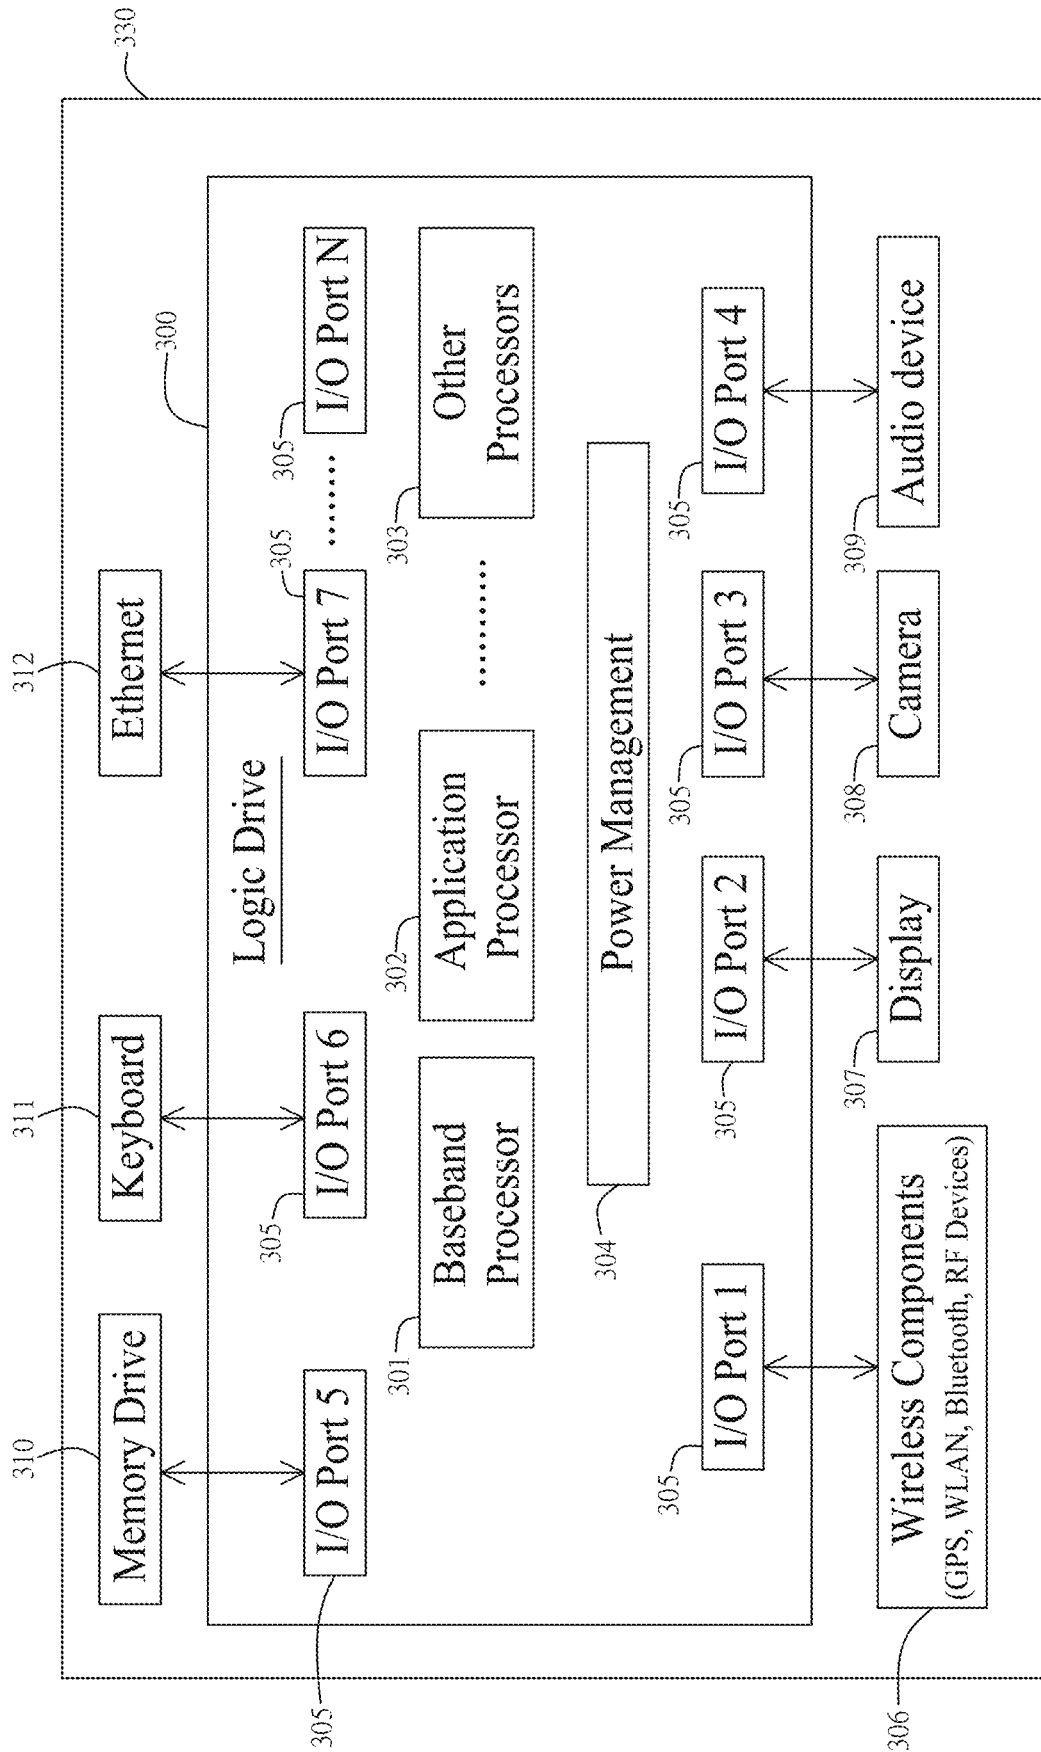 330
310
311
312
Memory Drive
Keyboard
Ethernet
300
Logic Drive
305
I/O Port 5
305
I/O Port 6
305
I/O Port 7
........
305
I/O Port N
301
Baseband
Processor
302
Application
Processor
..........
303
Other
Processors
304
Power Management
305
I/O Port 1
305
I/O Port 2
305
I/O Port 3
305
I/O Port 4
306
Wireless Components
(GPS, WLAN, Bluetooth, RF Devices)
307
Display
308
Camera
309
Audio device